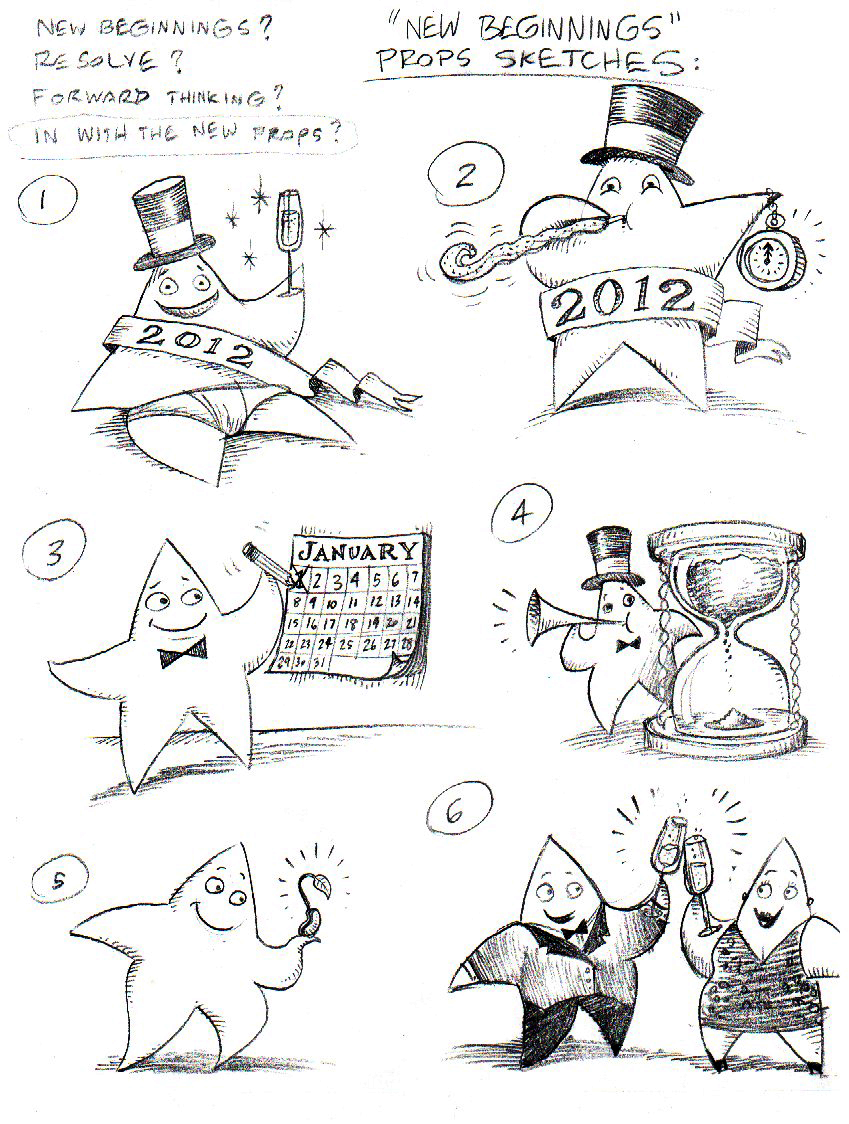 NEW BEGINNINGS?
RESOLVE?
FORWARD THINKING?
IN WITH THE NEW PROPS?
"NEW BEGINNINGS"
PROPS SKETCHES:
1
2012
2
2012
3
JANUARY
1 2 3 4 5 6 7
8 9 10 11 12 13 14
15 16 17 18 19 20 21
22 23 24 25 26 27 28
29 30 31
4
5
6